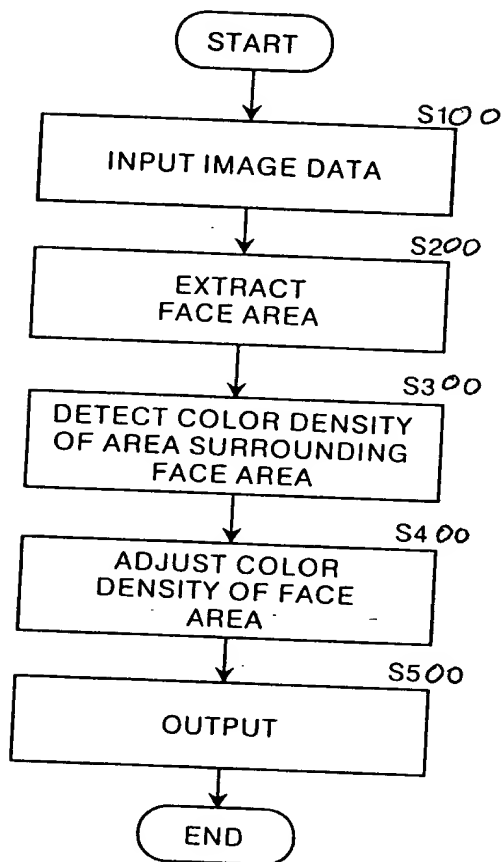 START
S100
INPUT IMAGE DATA
S200
EXTRACT
FACE AREA
S300
DETECT COLOR DENSITY
OF AREA SURROUNDING
FACE AREA
S400
ADJUST COLOR
DENSITY OF FACE
AREA
S500
OUTPUT
END